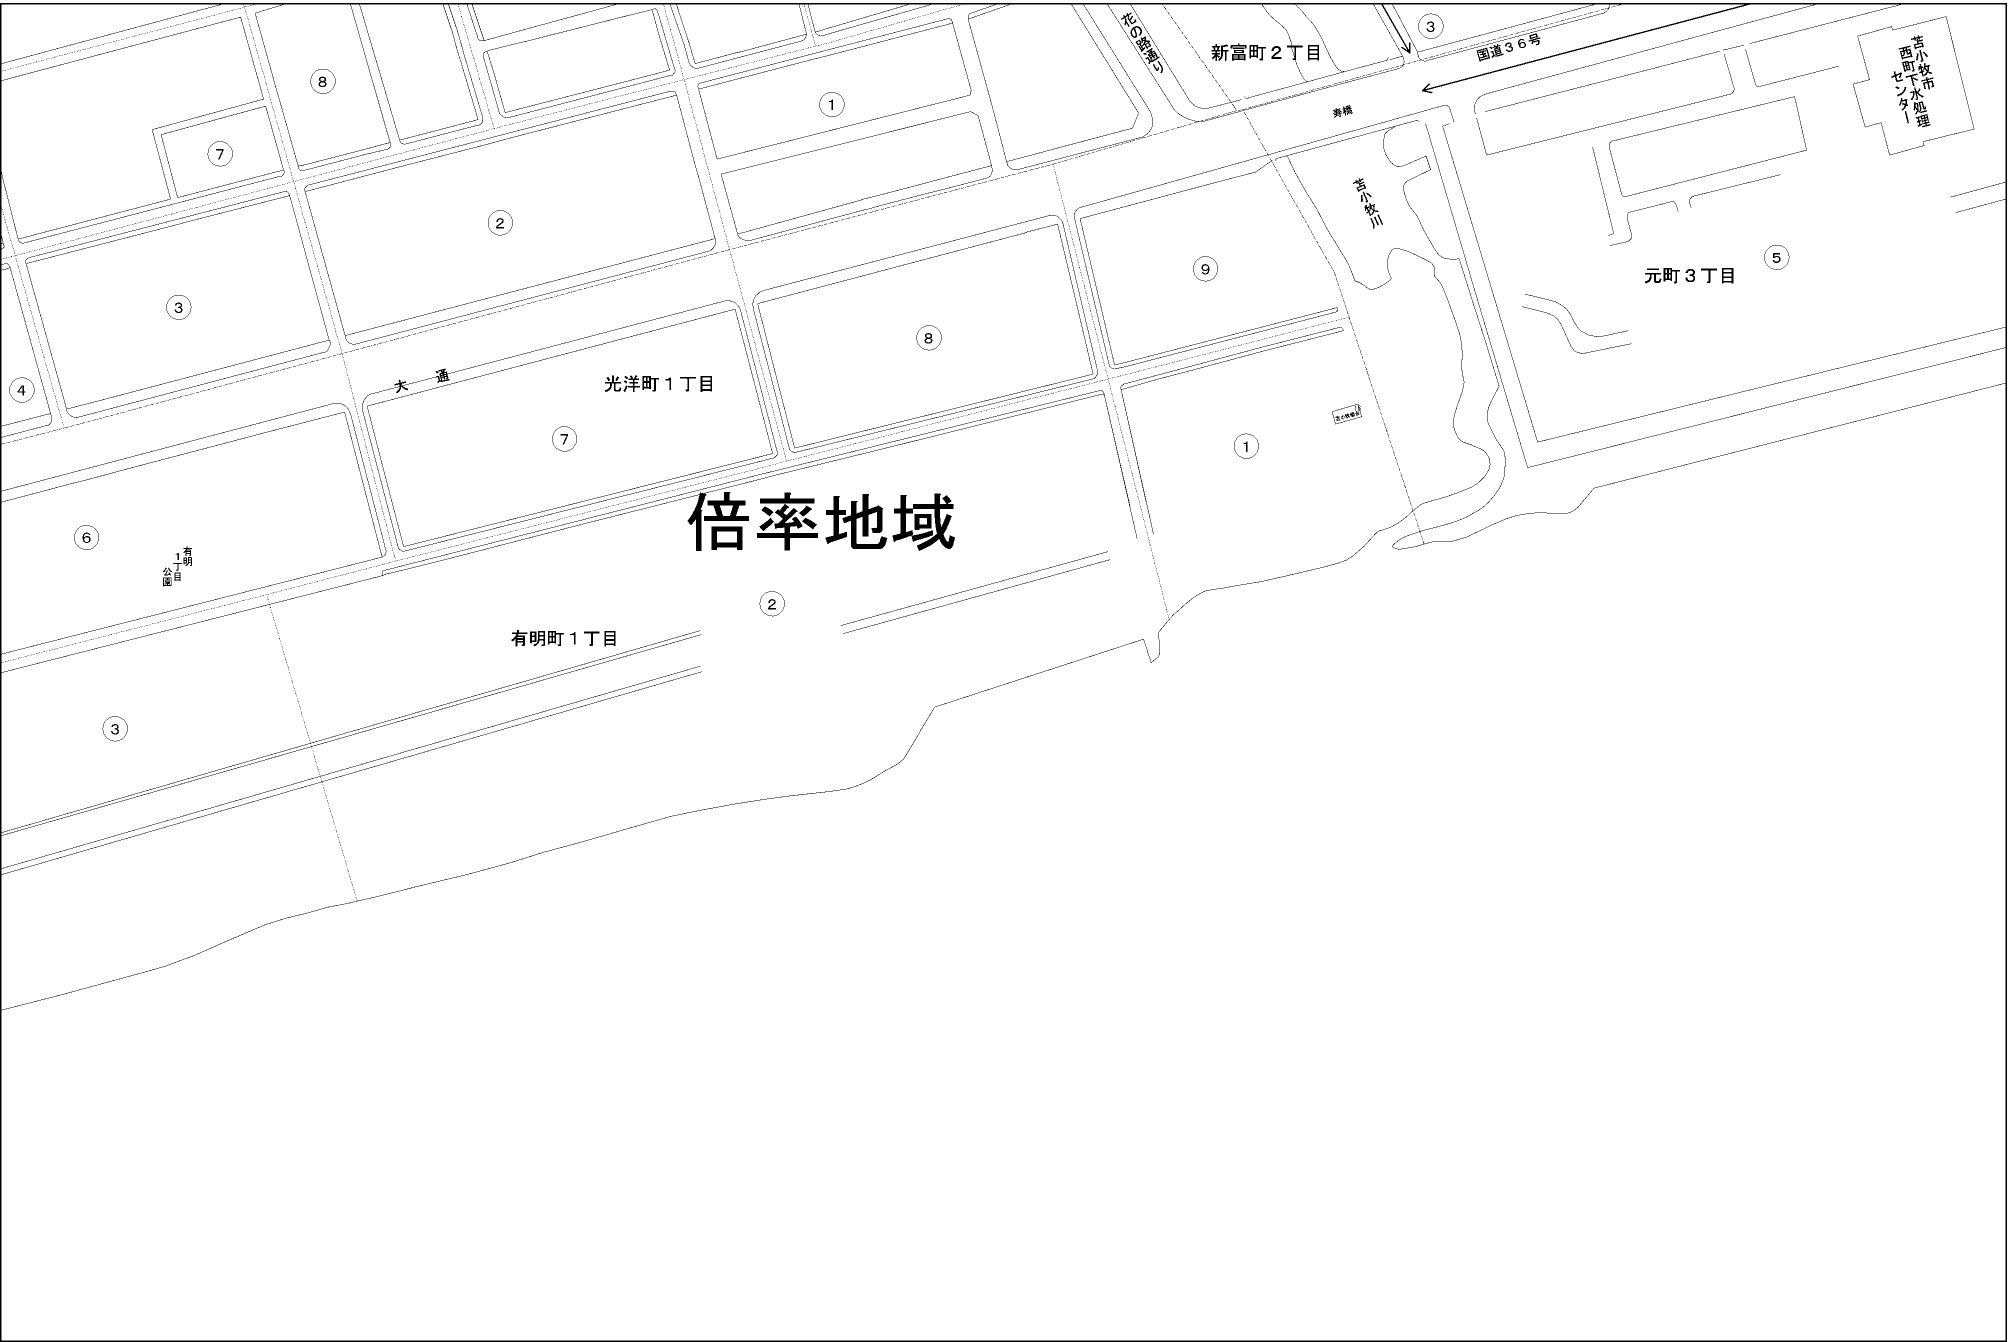 花の路通り
新富町２丁目
③
国道３６号
苫小牧市
西町下水処理
センター
⑧
①
寿橋
⑦
苫小牧川
②
⑤
⑨
元町３丁目
③
⑧
④
大通
光洋町１丁目
⑦
①
倍率地域
⑥
有明
１丁目
公園
②
有明町１丁目
③